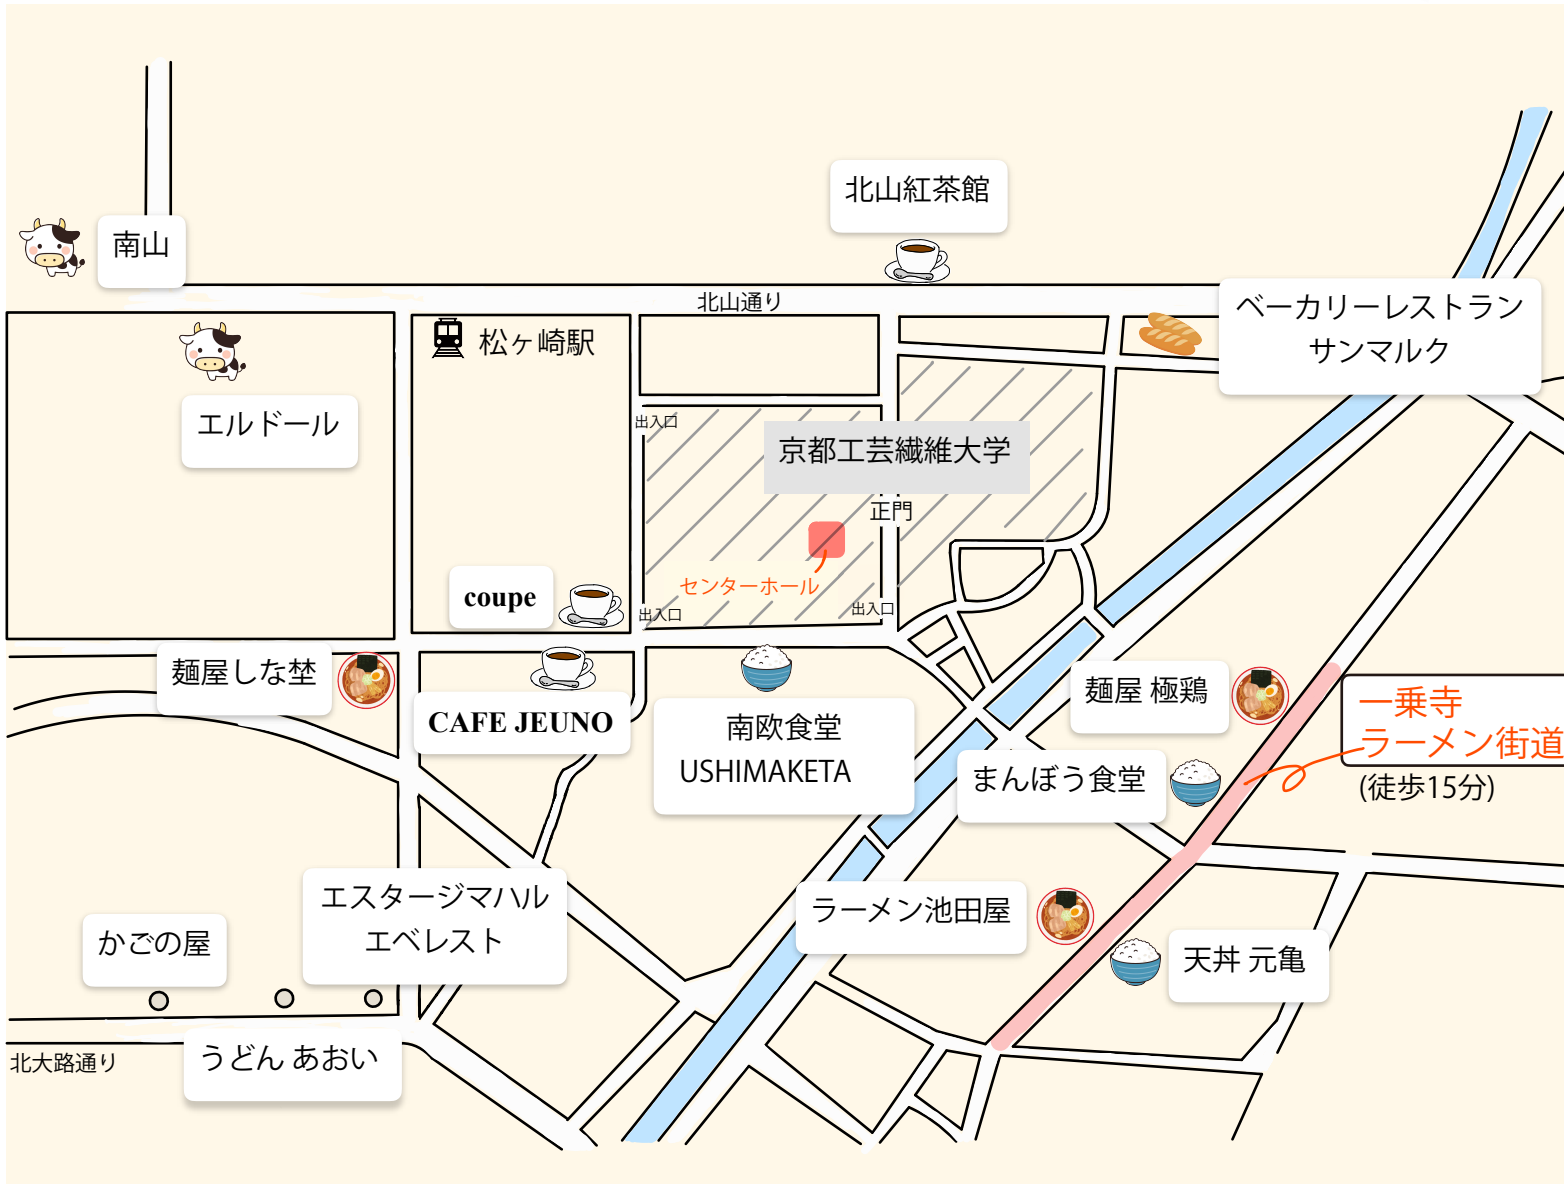 北山紅茶館
南山
北山通り
ベーカリーレストラン
サンマルク
松ヶ崎駅
エルドール
出入口
京都工芸繊維大学
正門
センターホール
coupe
出入口
出入口
麺屋しな埜
CAFE JEUNO
南欧食堂
USHIMAKETA
麺屋 極鶏
一乗寺
ラーメン街道
(徒歩15分)
まんぼう食堂
エスタージマハル
エベレスト
ラーメン池田屋
かごの屋
天丼 元亀
うどん あおい
北大路通り